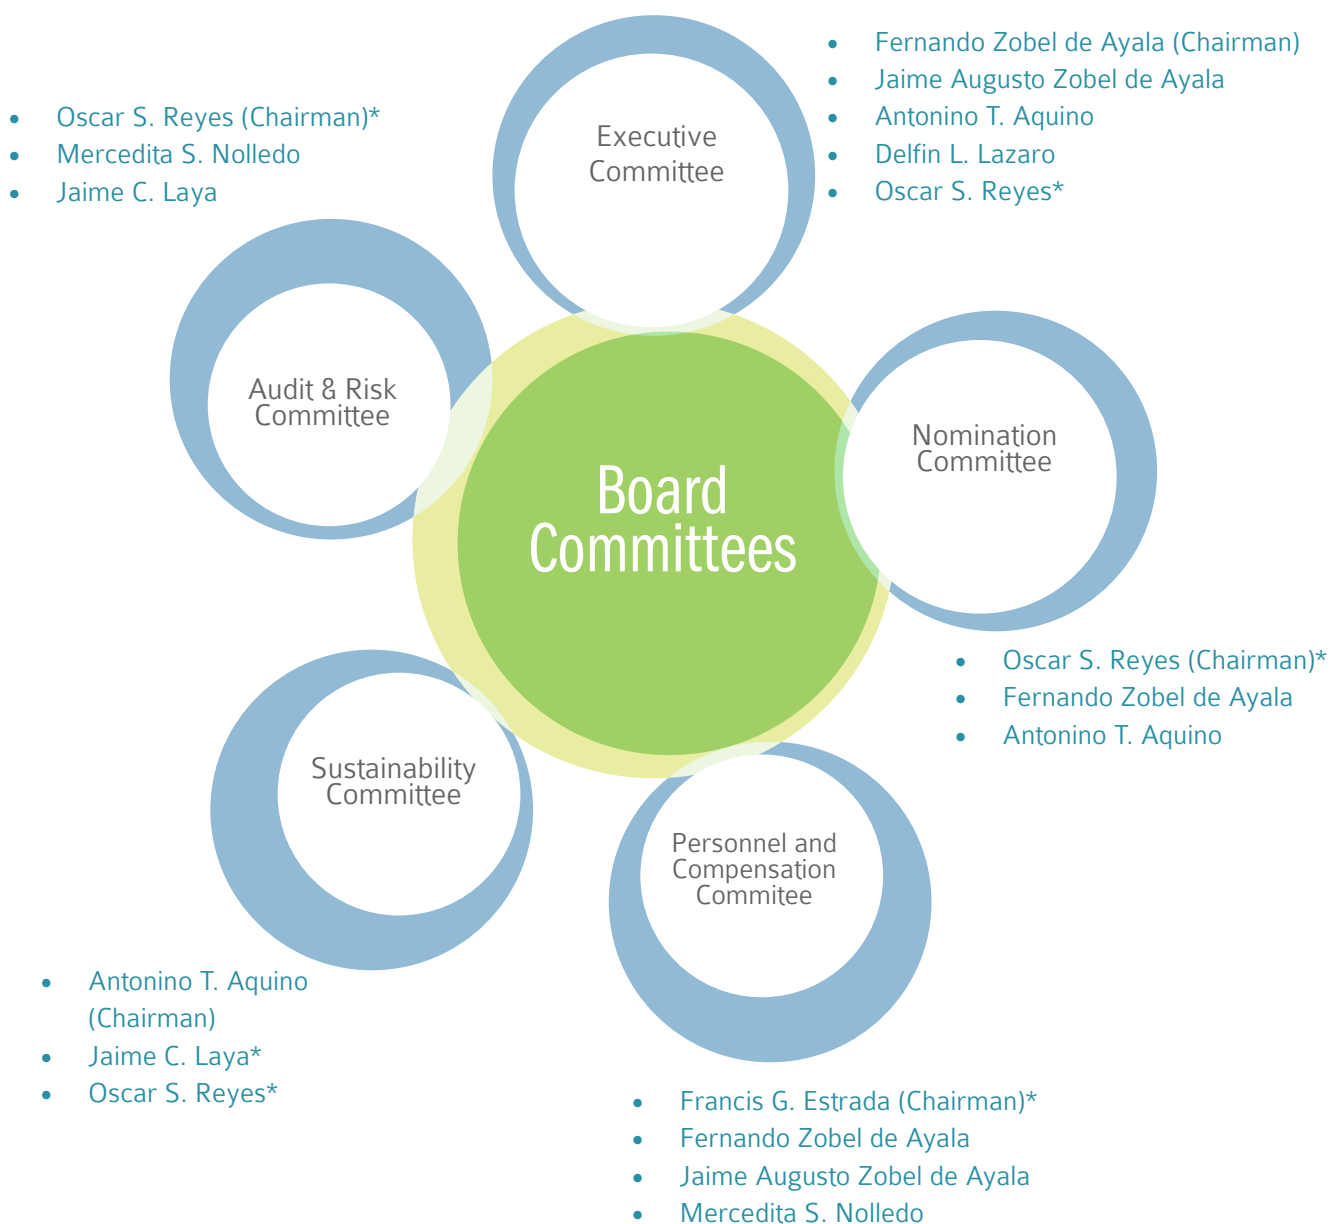 Executive
Committee
• Fernando Zobel de Ayala (Chairman)
• Jaime Augusto Zobel de Ayala
• Antonino T. Aquino
• Delfin L. Lazaro
• Oscar S. Reyes*
• Oscar S. Reyes (Chairman)*
• Mercedita S. Nolledo
• Jaime C. Laya
Audit & Risk
Committee
Nomination
Committee
Board
Committees
• Oscar S. Reyes (Chairman)*
• Fernando Zobel de Ayala
• Antonino T. Aquino
Sustainability
Committee
Personnel and
Compensation
Commitee
• Antonino T. Aquino
(Chairman)
• Jaime C. Laya*
• Oscar S. Reyes*
• Francis G. Estrada (Chairman)*
• Fernando Zobel de Ayala
• Jaime Augusto Zobel de Ayala
• Mercedita S. Nolledo